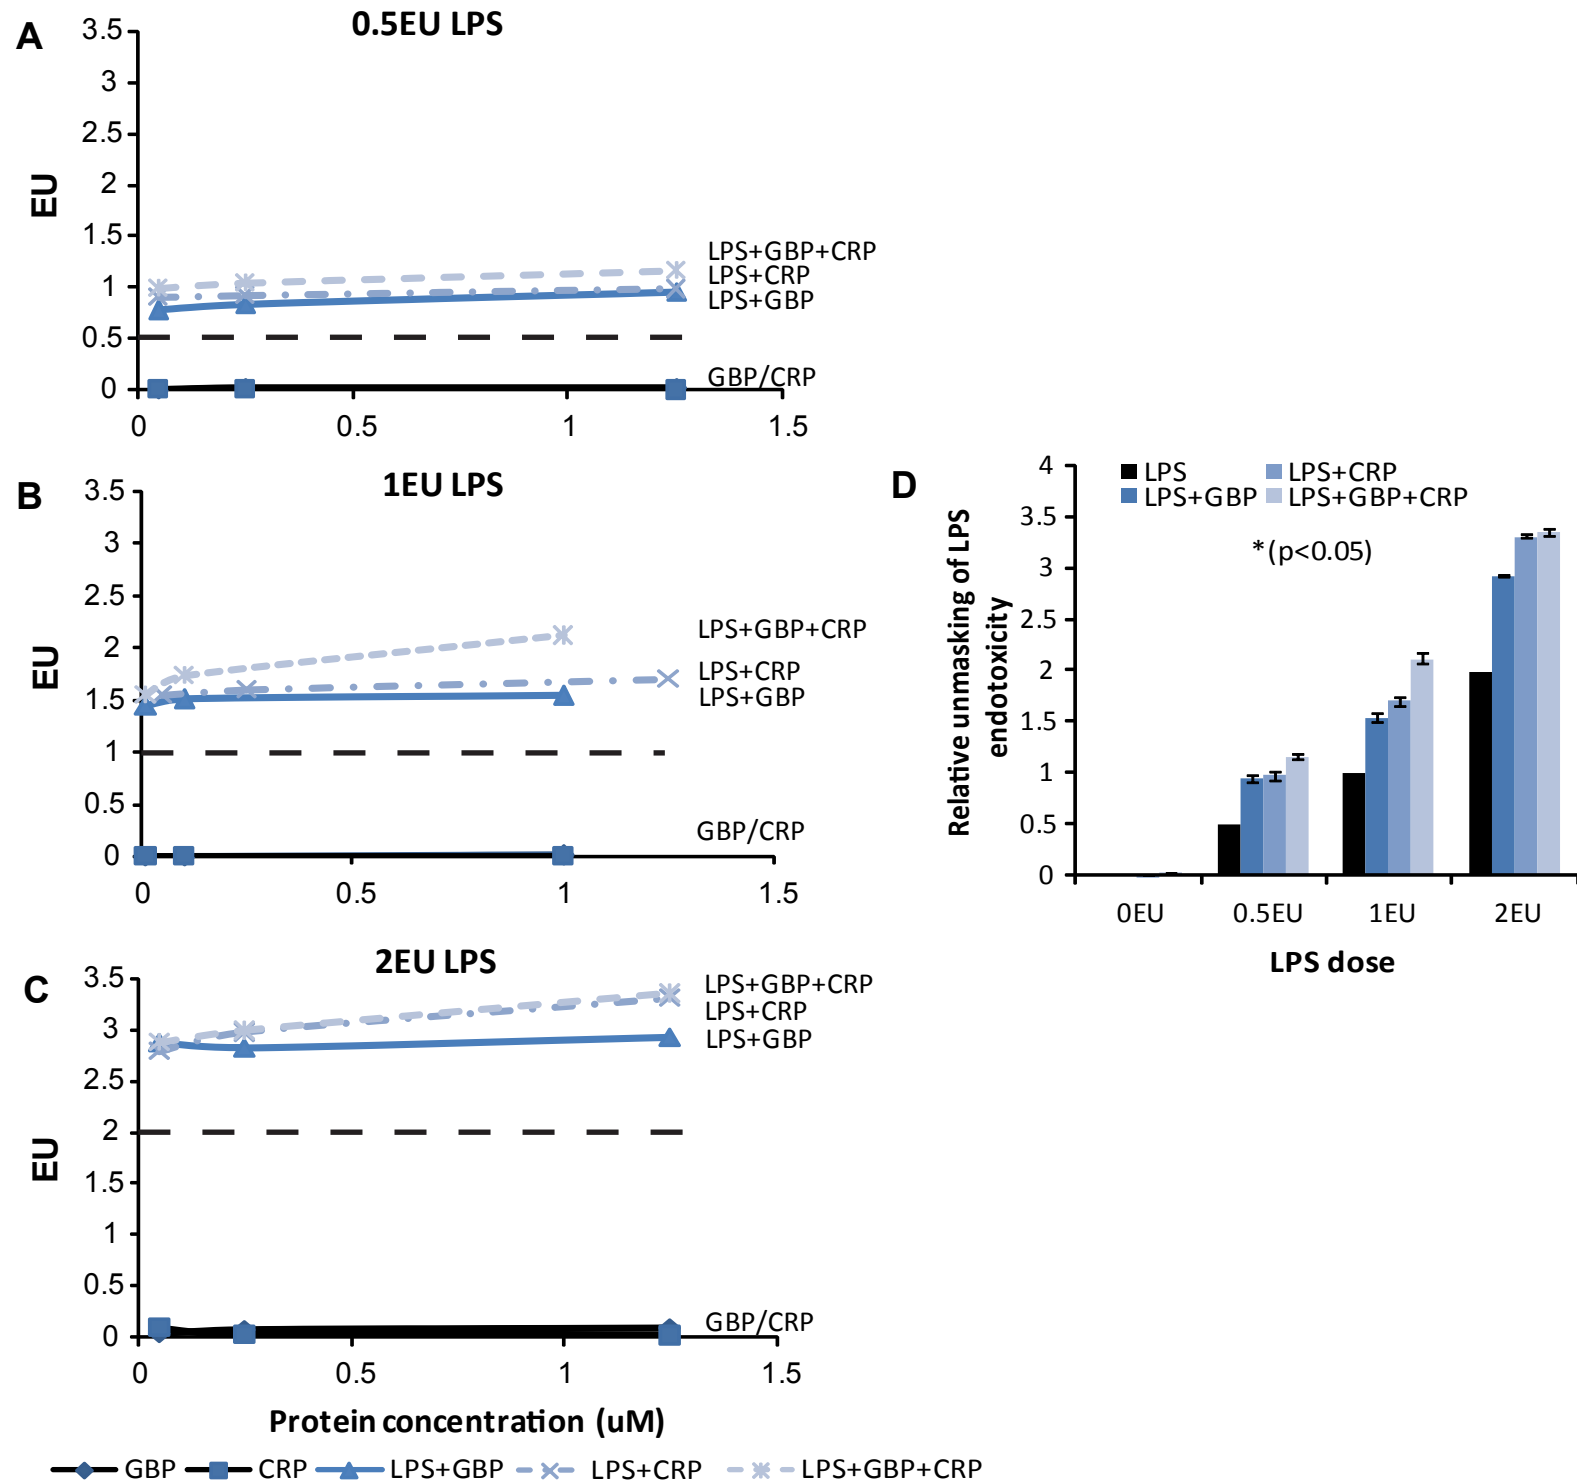 A
0.5EU LPS
3.5
3
2.5
2
1.5
1
0.5
0
EU
LPS+GBP+CRP
LPS+CRP
LPS+GBP
GBP/CRP
0 0.5 1 1.5
B
1EU LPS
3.5
3
2.5
2
1.5
1
0.5
0
EU
LPS+GBP+CRP
LPS+CRP
LPS+GBP
GBP/CRP
0 0.5 1 1.5
C
2EU LPS
3.5
3
2.5
2
1.5
1
0.5
0
EU
LPS+GBP+CRP
LPS+CRP
LPS+GBP
GBP/CRP
0 0.5 1 1.5
Protein concentration (uM)
GBP CRP LPS+GBP LPS+CRP LPS+GBP+CRP
D
Relative unmasking of LPS
endotoxicity
4
3.5
3
2.5
2
1.5
1
0.5
0
LPS LPS+CRP
LPS+GBP LPS+GBP+CRP
*(p<0.05)
0EU 0.5EU 1EU 2EU
LPS dose